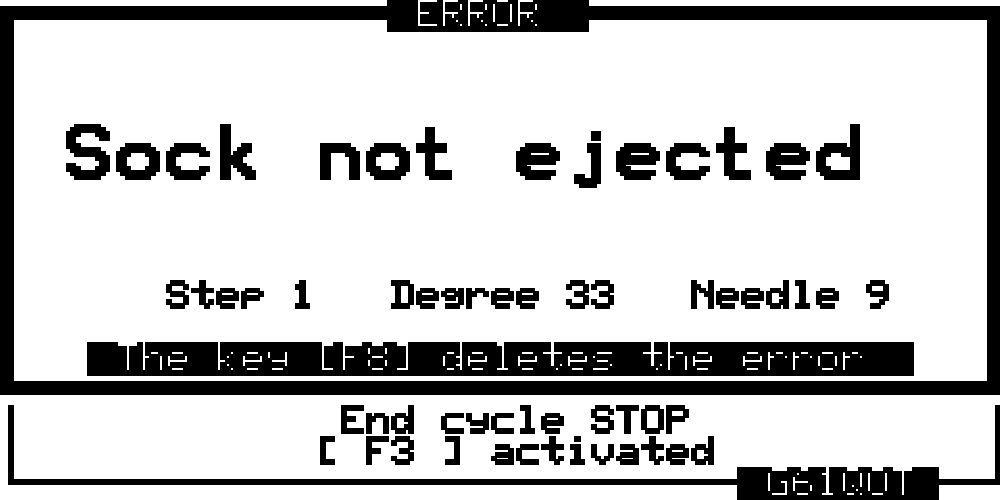 ERROR
Sock not ejected
Step 1 Degree 33 Needle 9
The key [F8] deletes the error
End cycle STOP
[ F3 ] activated